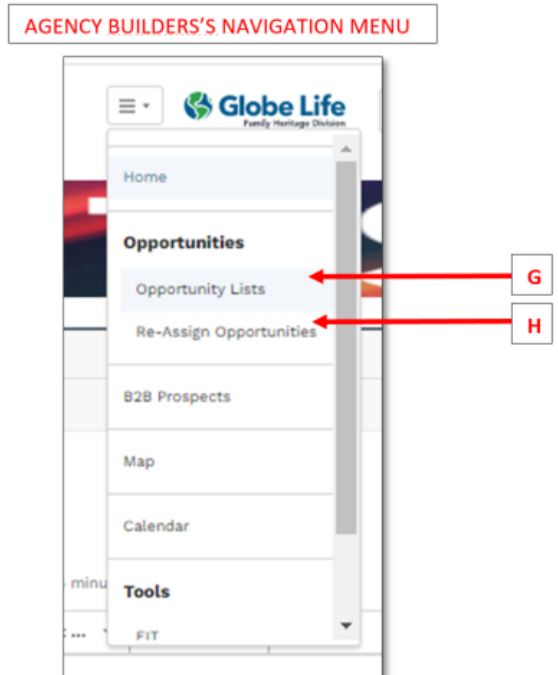 AGENCY BUILDERS'S NAVIGATION MENU
Globe Life
Family Heritage Division
Home
Opportunities
Opportunity Lists
G
Re-Assign Opportunities
H
B2B Prospects
Map
Calendar
minu
Tools
FIT